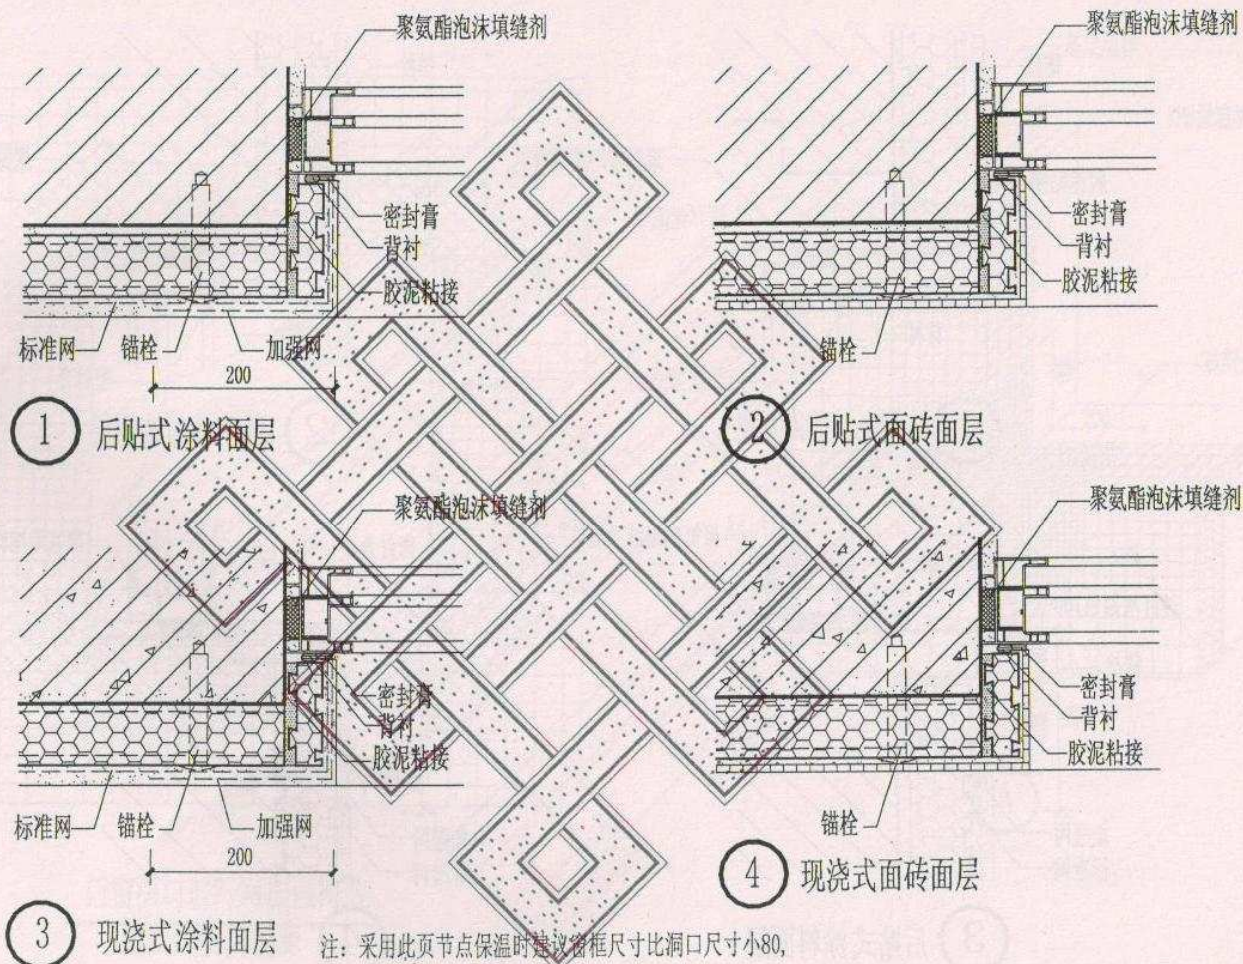 聚氨酯泡沫填缝剂
密封膏
背衬
胶泥粘接
标准网
锚栓
加强网
200
1 后贴式涂料面层
聚氨酯泡沫填缝剂
密封膏
背衬
胶泥粘接
锚栓
2 后贴式面砖面层
聚氨酯泡沫填缝剂
密封膏
背衬
胶泥粘接
标准网
锚栓
加强网
200
3 现浇式涂料面层
聚氨酯泡沫填缝剂
密封膏
背衬
胶泥粘接
锚栓
4 现浇式面砖面层
注：采用此页节点保温时建议窗框尺寸比洞口尺寸小80,